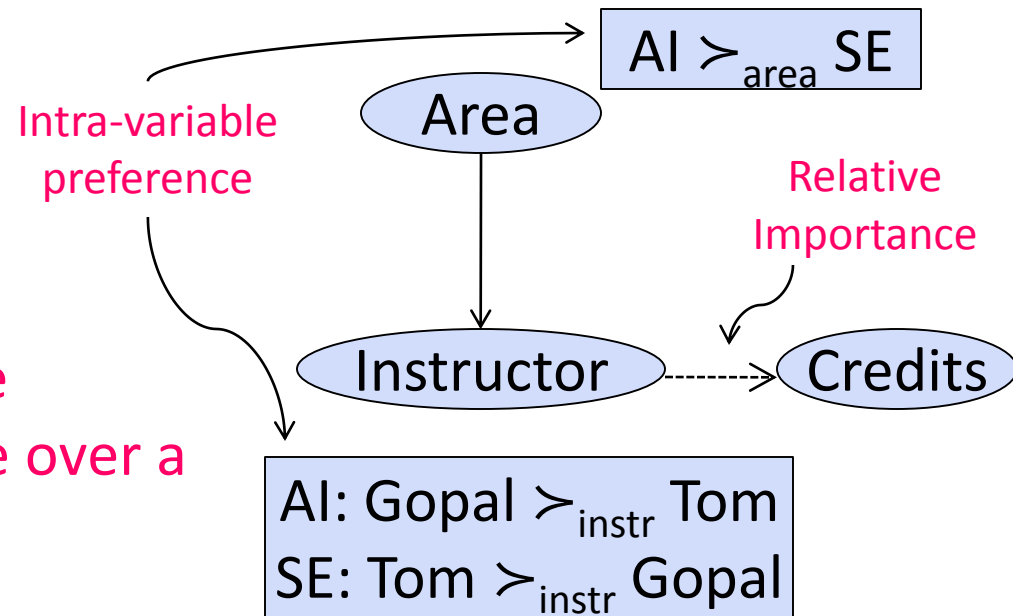 AI ≻area SE
Area
Intra-variable
preference
Relative
Importance
Instructor
Credits
e over a
AI: Gopal ≻instr Tom
SE: Tom ≻instr Gopal